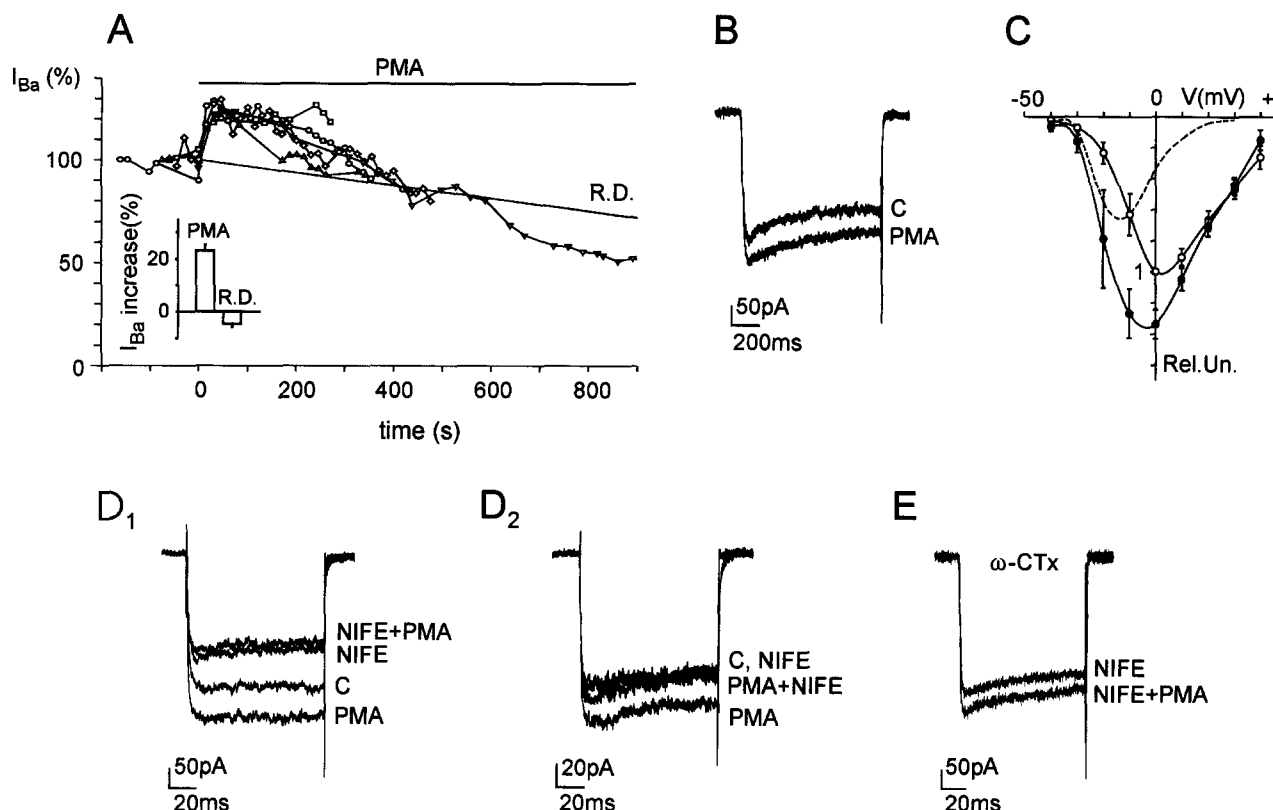 A
I_Ba (%)
PMA
100
50
0
R.D.
I_Ba increase(%)
20
0
PMA
R.D.
0
200
400
600
800
time (s)
B
C
PMA
50pA
200ms
C
-50
0
V(mV)
+
1
Rel.Un.
D₁
NIFE+PMA
NIFE
C
PMA
50pA
20ms
D₂
C, NIFE
PMA+NIFE
PMA
20pA
20ms
E
ω-CTx
NIFE
NIFE+PMA
50pA
20ms